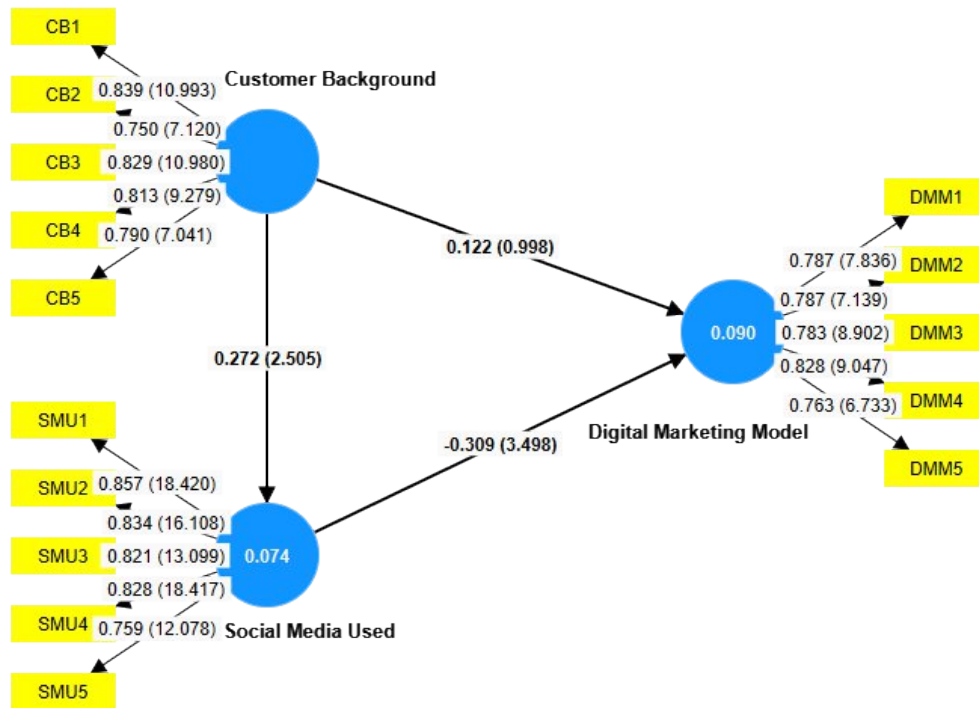 CB1
Customer Background
0.839 (10.993)
CB2
0.750 (7.120)
CB3
0.829 (10.980)
0.813 (9.279)
CB4
0.790 (7.041)
CB5
0.122 (0.998)
DMM1
0.787 (7.836)
DMM2
0.787 (7.139)
0.090
0.783 (8.902)
DMM3
0.828 (9.047)
DMM4
0.763 (6.733)
DMM5
0.272 (2.505)
-0.309 (3.498)
Digital Marketing Model
SMU1
0.857 (18.420)
SMU2
0.834 (16.108)
SMU3
0.821 (13.099)
0.074
0.828 (18.417)
SMU4
0.759 (12.078)
Social Media Used
SMU5